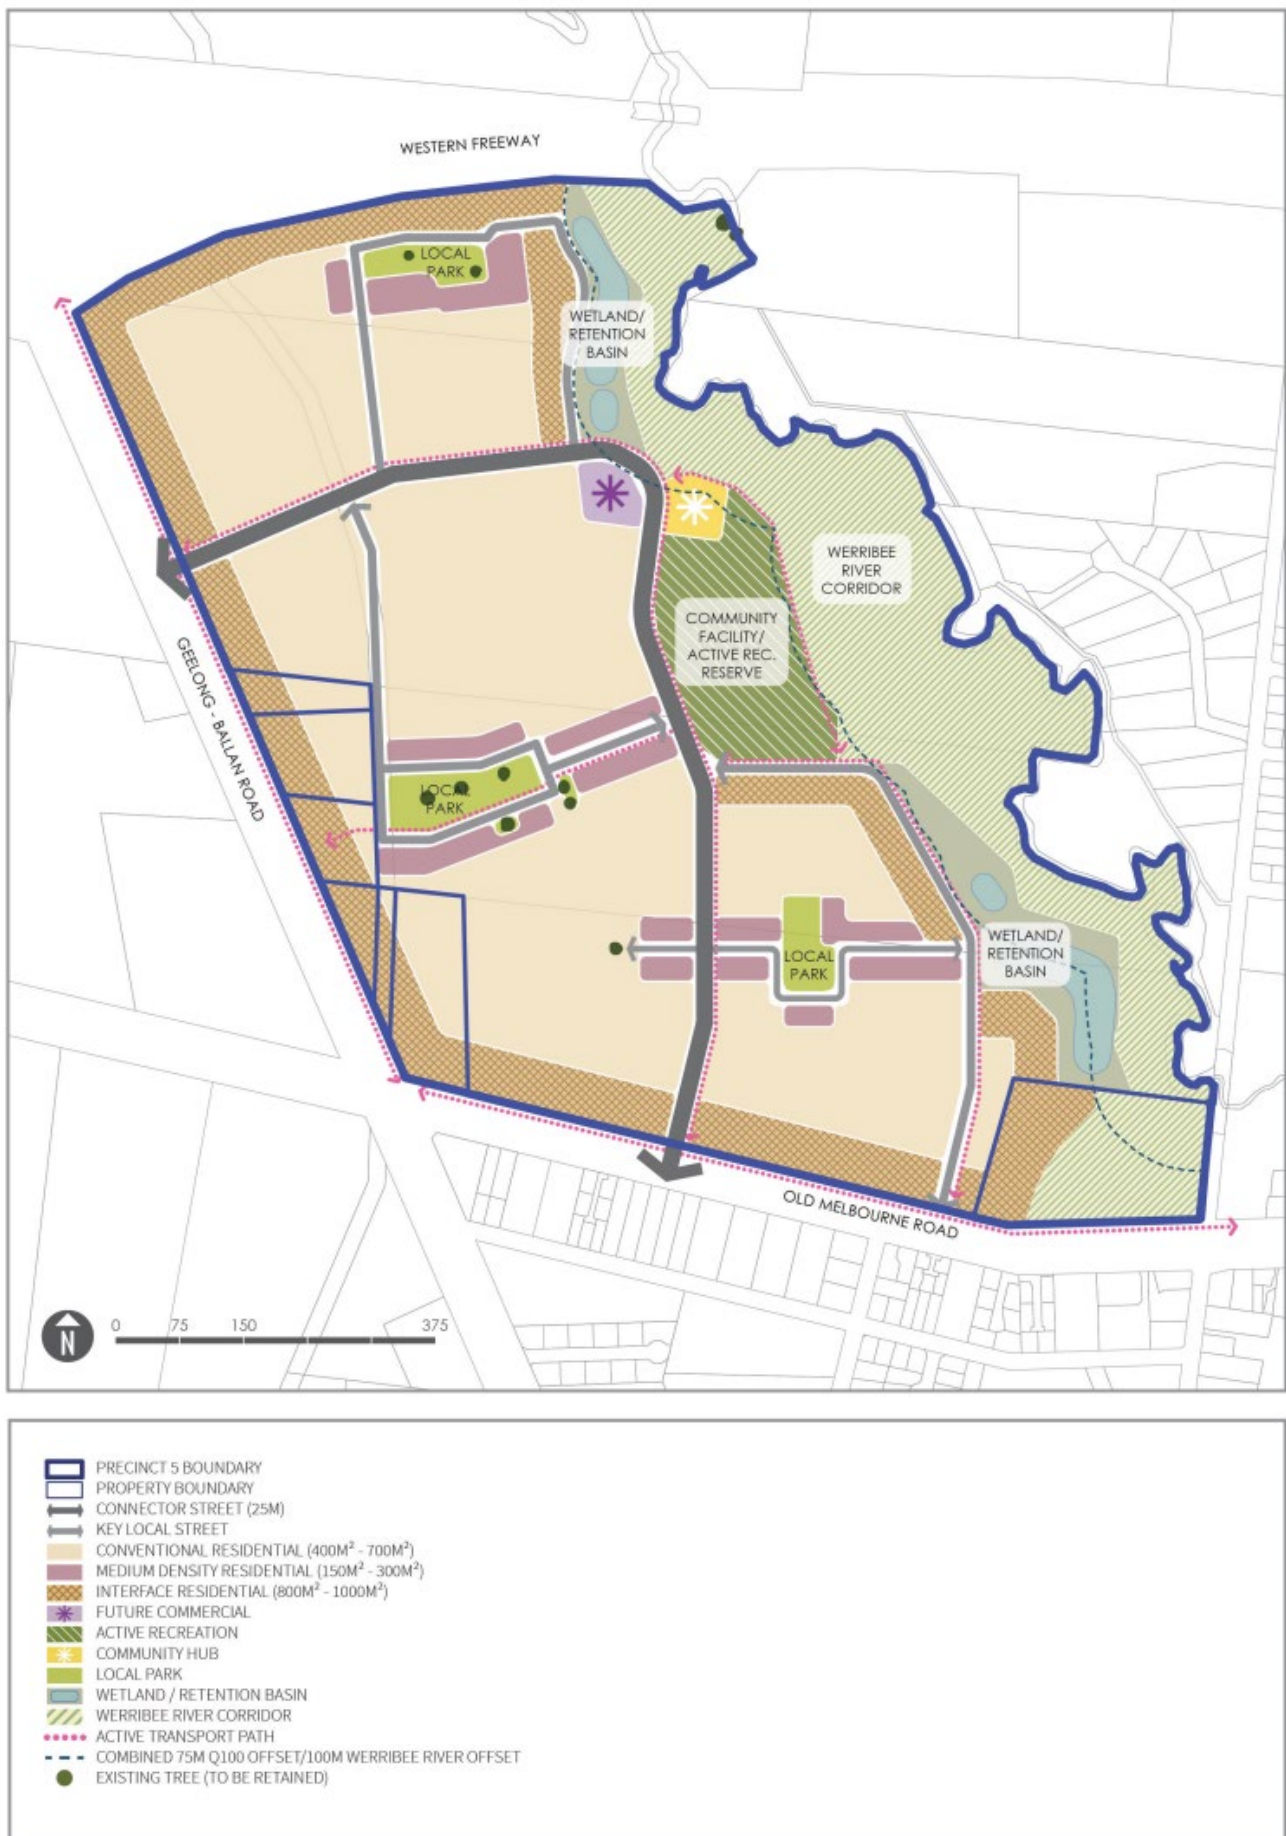 WESTERN FREEWAY
LOCAL
PARK
WETLAND/
RETENTION
BASIN
WERRIBEE
RIVER
CORRIDOR
COMMUNITY
FACILITY/
ACTIVE REC.
RESERVE
GEELONG - BALLAN ROAD
LOCAL
PARK
LOCAL
PARK
WETLAND/
RETENTION
BASIN
OLD MELBOURNE ROAD
N
0 75 150 375
PRECINCT 5 BOUNDARY
PROPERTY BOUNDARY
CONNECTOR STREET (25M)
KEY LOCAL STREET
CONVENTIONAL RESIDENTIAL (400M² - 700M²)
MEDIUM DENSITY RESIDENTIAL (150M² - 300M²)
INTERFACE RESIDENTIAL (800M² - 1000M²)
FUTURE COMMERCIAL
ACTIVE RECREATION
COMMUNITY HUB
LOCAL PARK
WETLAND / RETENTION BASIN
WERRIBEE RIVER CORRIDOR
ACTIVE TRANSPORT PATH
COMBINED 75M Q100 OFFSET/100M WERRIBEE RIVER OFFSET
EXISTING TREE (TO BE RETAINED)